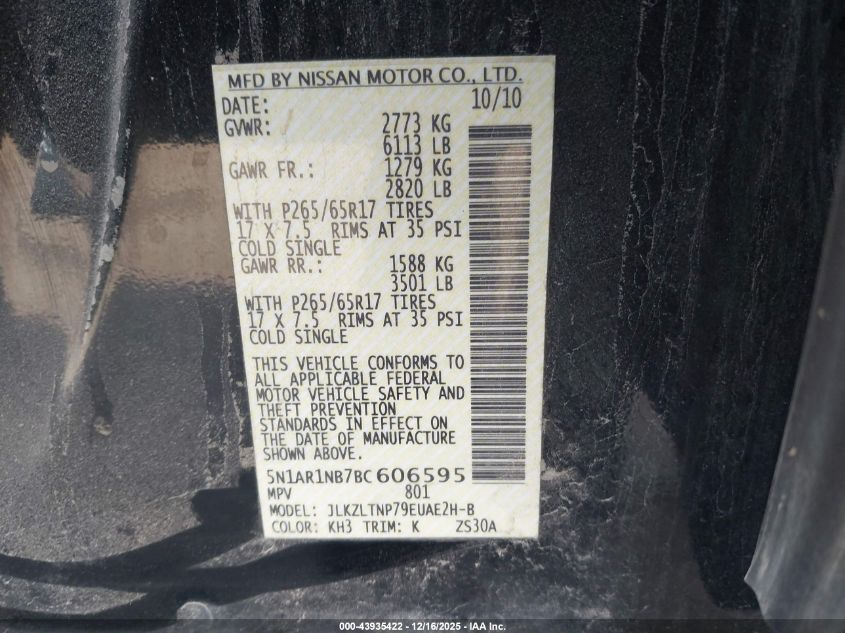 MFD BY NISSAN MOTOR CO., LTD.
DATE: 10/10
GVWR: 2773 KG
6113 LB
GAWR FR.: 1279 KG
2820 LB
WITH P265/65R17 TIRES
17 X 7.5 RIMS AT 35 PSI
COLD SINGLE
GAWR RR.: 1588 KG
3501 LB
WITH P265/65R17 TIRES
17 X 7.5 RIMS AT 35 PSI
COLD SINGLE
THIS VEHICLE CONFORMS TO
ALL APPLICABLE FEDERAL
MOTOR VEHICLE SAFETY AND
THEFT PREVENTION
STANDARDS IN EFFECT ON
THE DATE OF MANUFACTURE
SHOWN ABOVE.
5N1AR1NB7BC606595
MPV 801
MODEL: JLKZLTNP79EUAE2H-B
COLOR: KH3 TRIM: K ZS30A
000-43935422 - 12/16/2025 - IAA Inc.